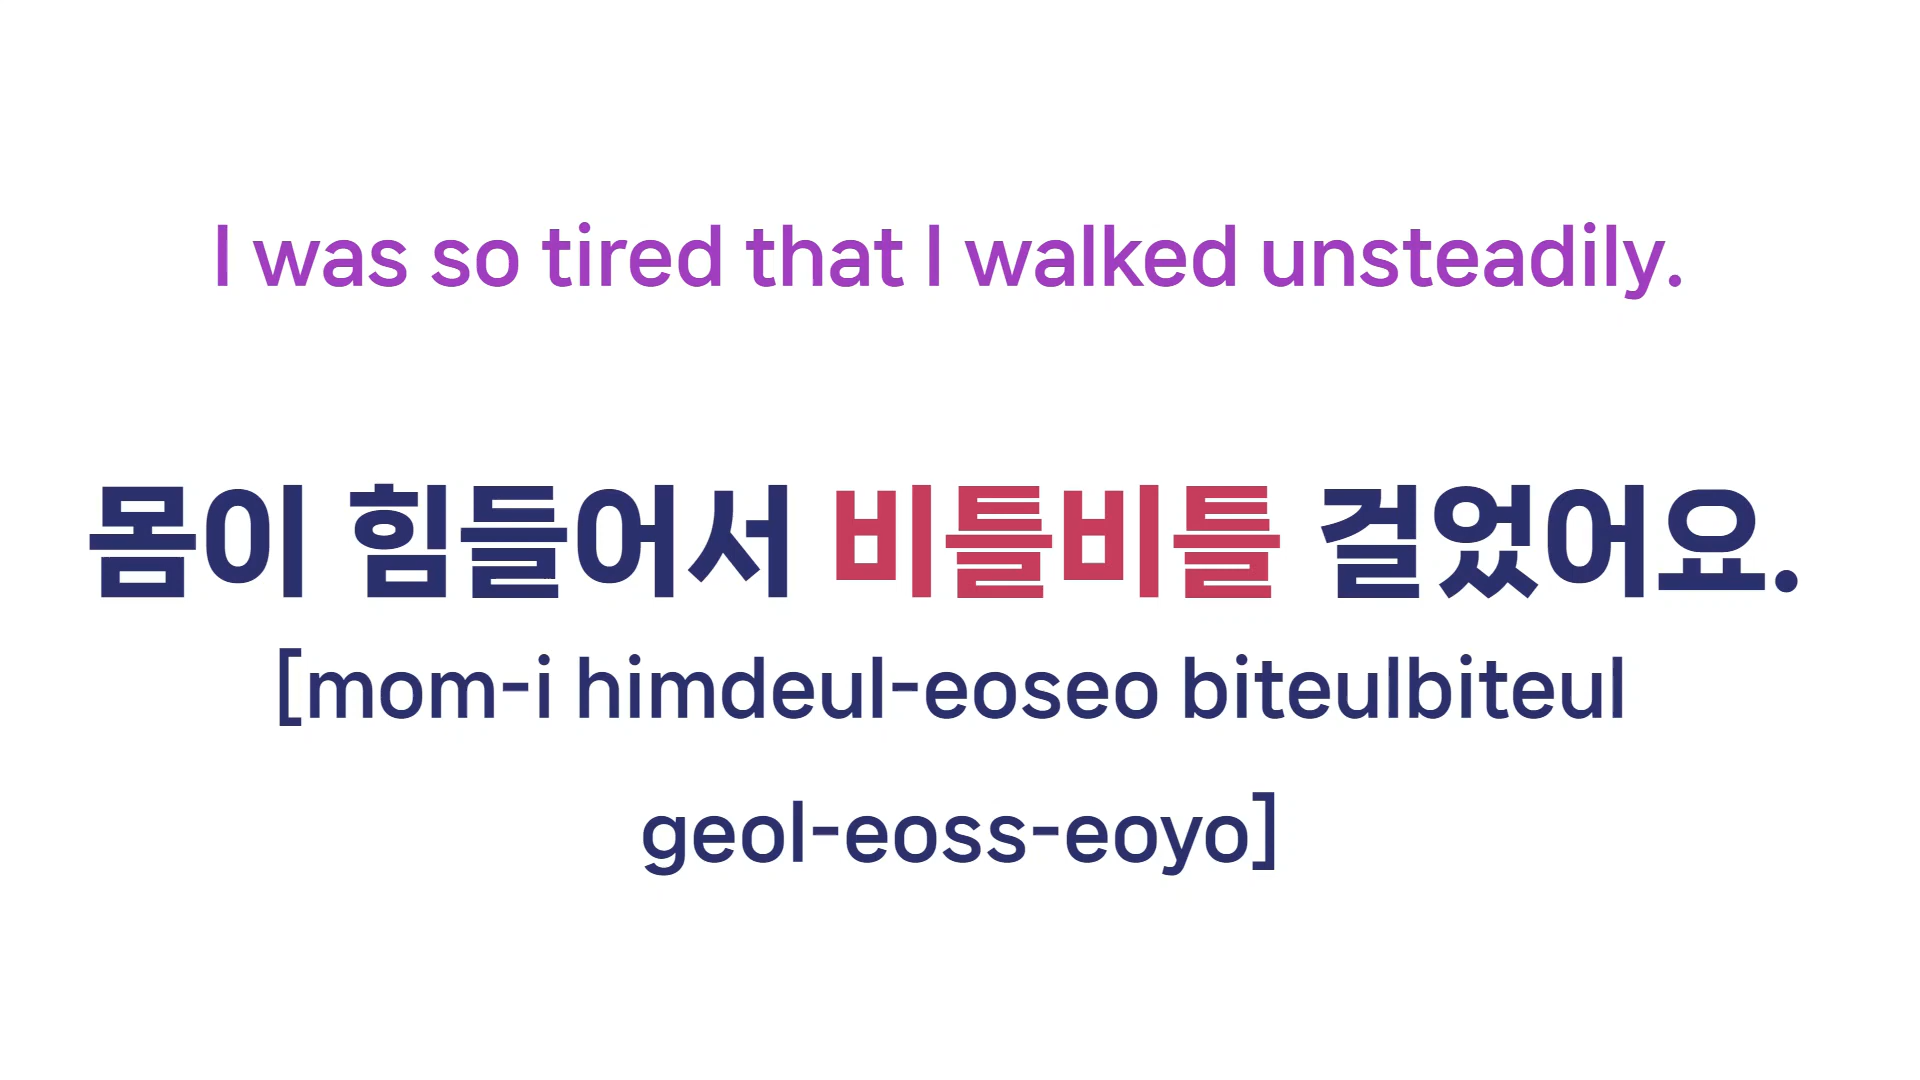 I was so tired that I walked unsteadily.
몸이 힘들어서 비틀비틀 걸었어요.
[mom-i himdeul-eoseo biteulbiteul
geol-eoss-eoyo]